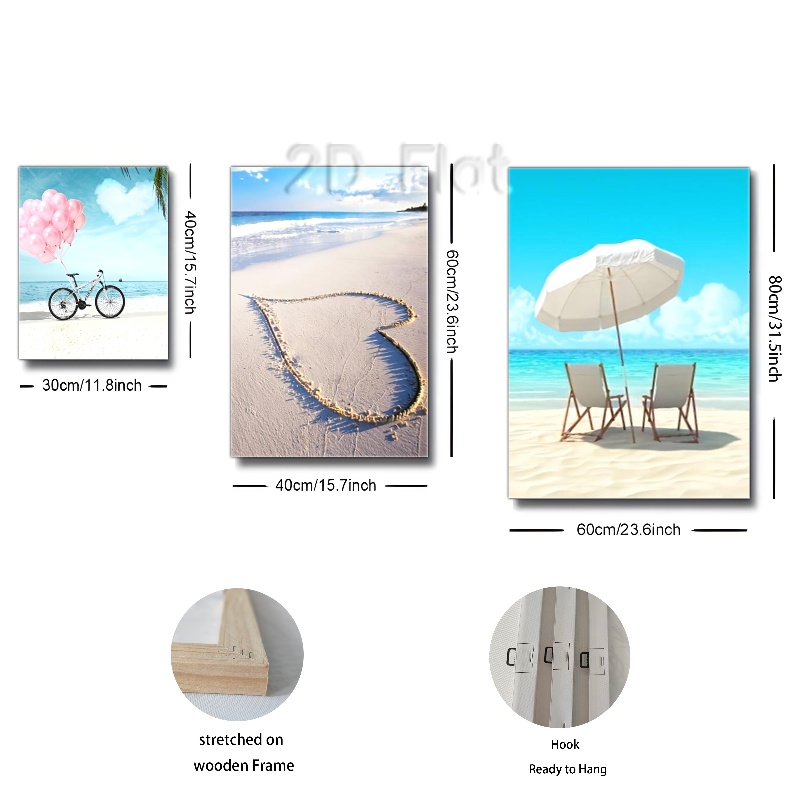 2D Flat
40cm/15.7inch
60cm/23.6inch
80cm/31.5inch
30cm/11.8inch
40cm/15.7inch
60cm/23.6inch
stretched on
wooden Frame
Hook
Ready to Hang